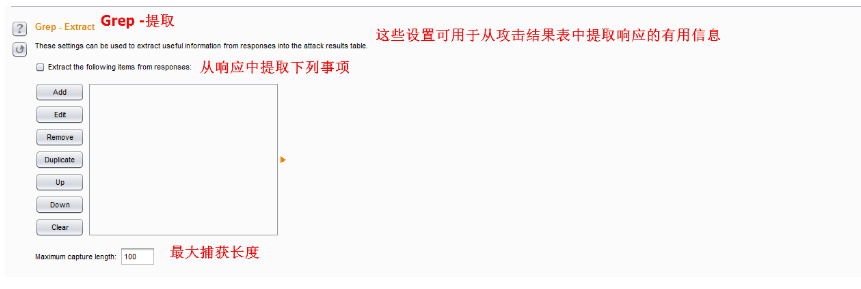 Grep - Extract Grep -提取
These settings can be used to extract useful information from responses into the attack results table. 这些设置可用于从攻击结果表中提取响应的有用信息
Extract the following items from responses: 从响应中提取下列事项
Add
Edit
Remove
Duplicate
Up
Down
Clear
Maximum capture length: 100 最大捕获长度